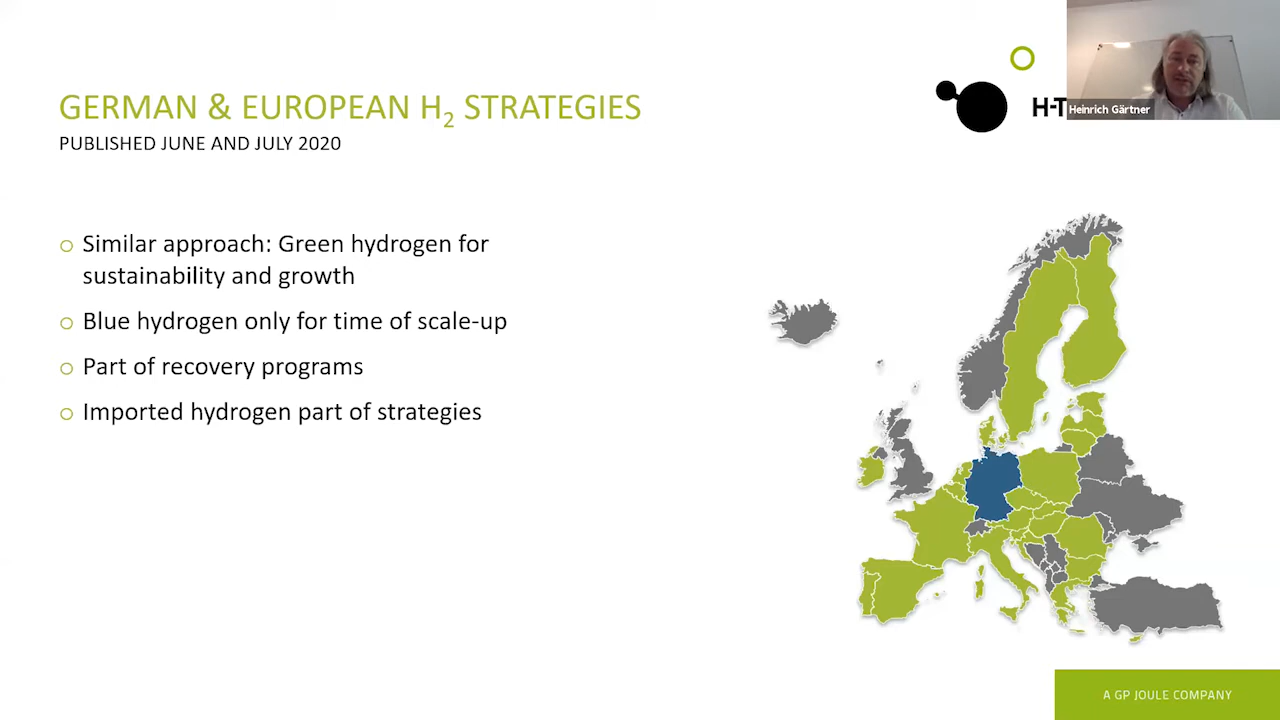 GERMAN & EUROPEAN H₂ STRATEGIES
PUBLISHED JUNE AND JULY 2020
H-T
Heinrich Gärtner
Similar approach: Green hydrogen for
sustainability and growth
Blue hydrogen only for time of scale-up
Part of recovery programs
Imported hydrogen part of strategies
A GP JOULE COMPANY